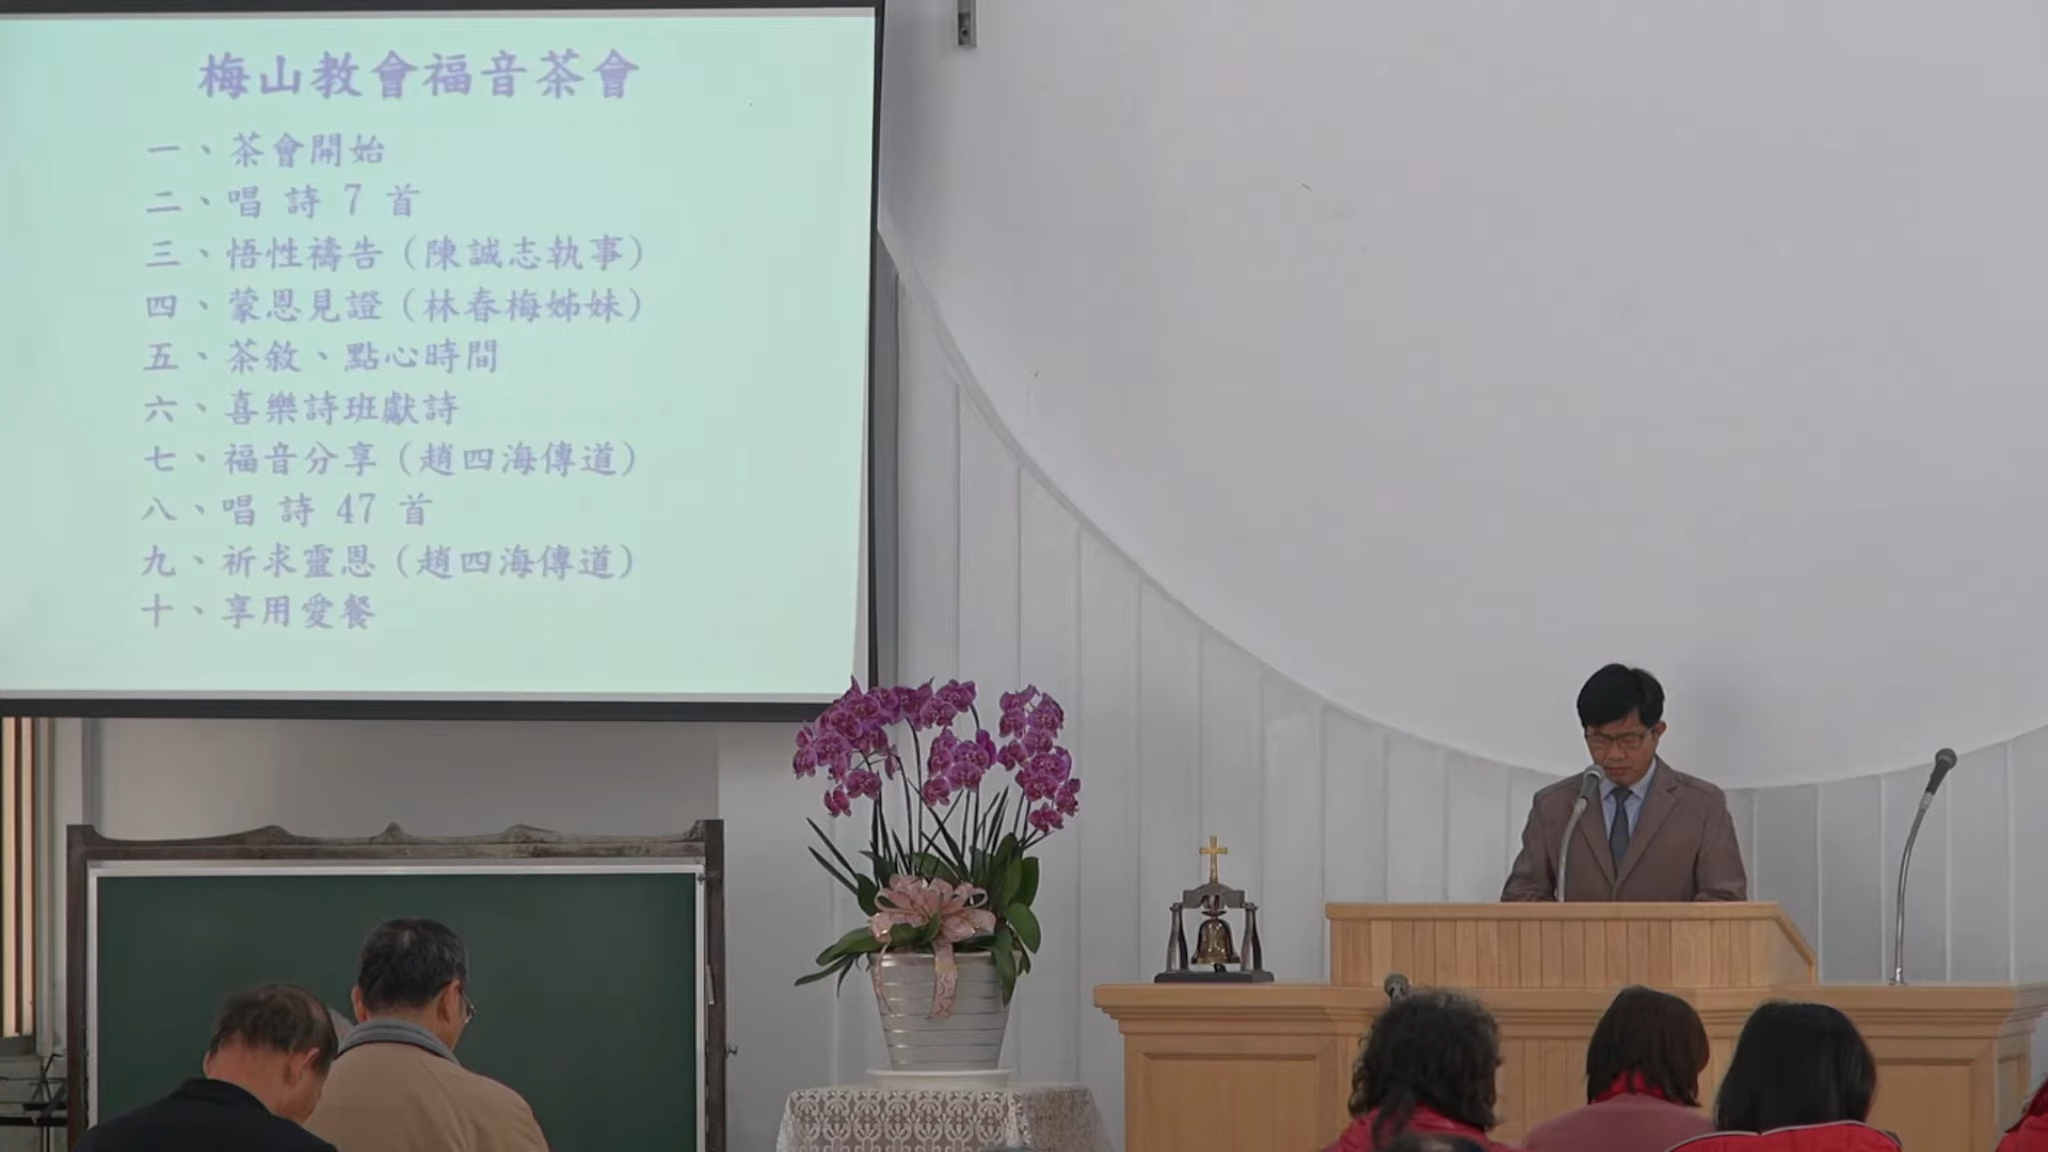 梅山教會福音茶會
一、茶會開始
二、唱 詩 7 首
三、悟性禱告(陳誠志執事)
四、蒙恩見證(林春梅姊妹)
五、茶敘、點心時間
六、喜樂詩班獻詩
七、福音分享(趙四海傳道)
八、唱 詩 47 首
九、祈求靈恩(趙四海傳道)
十、享用愛餐